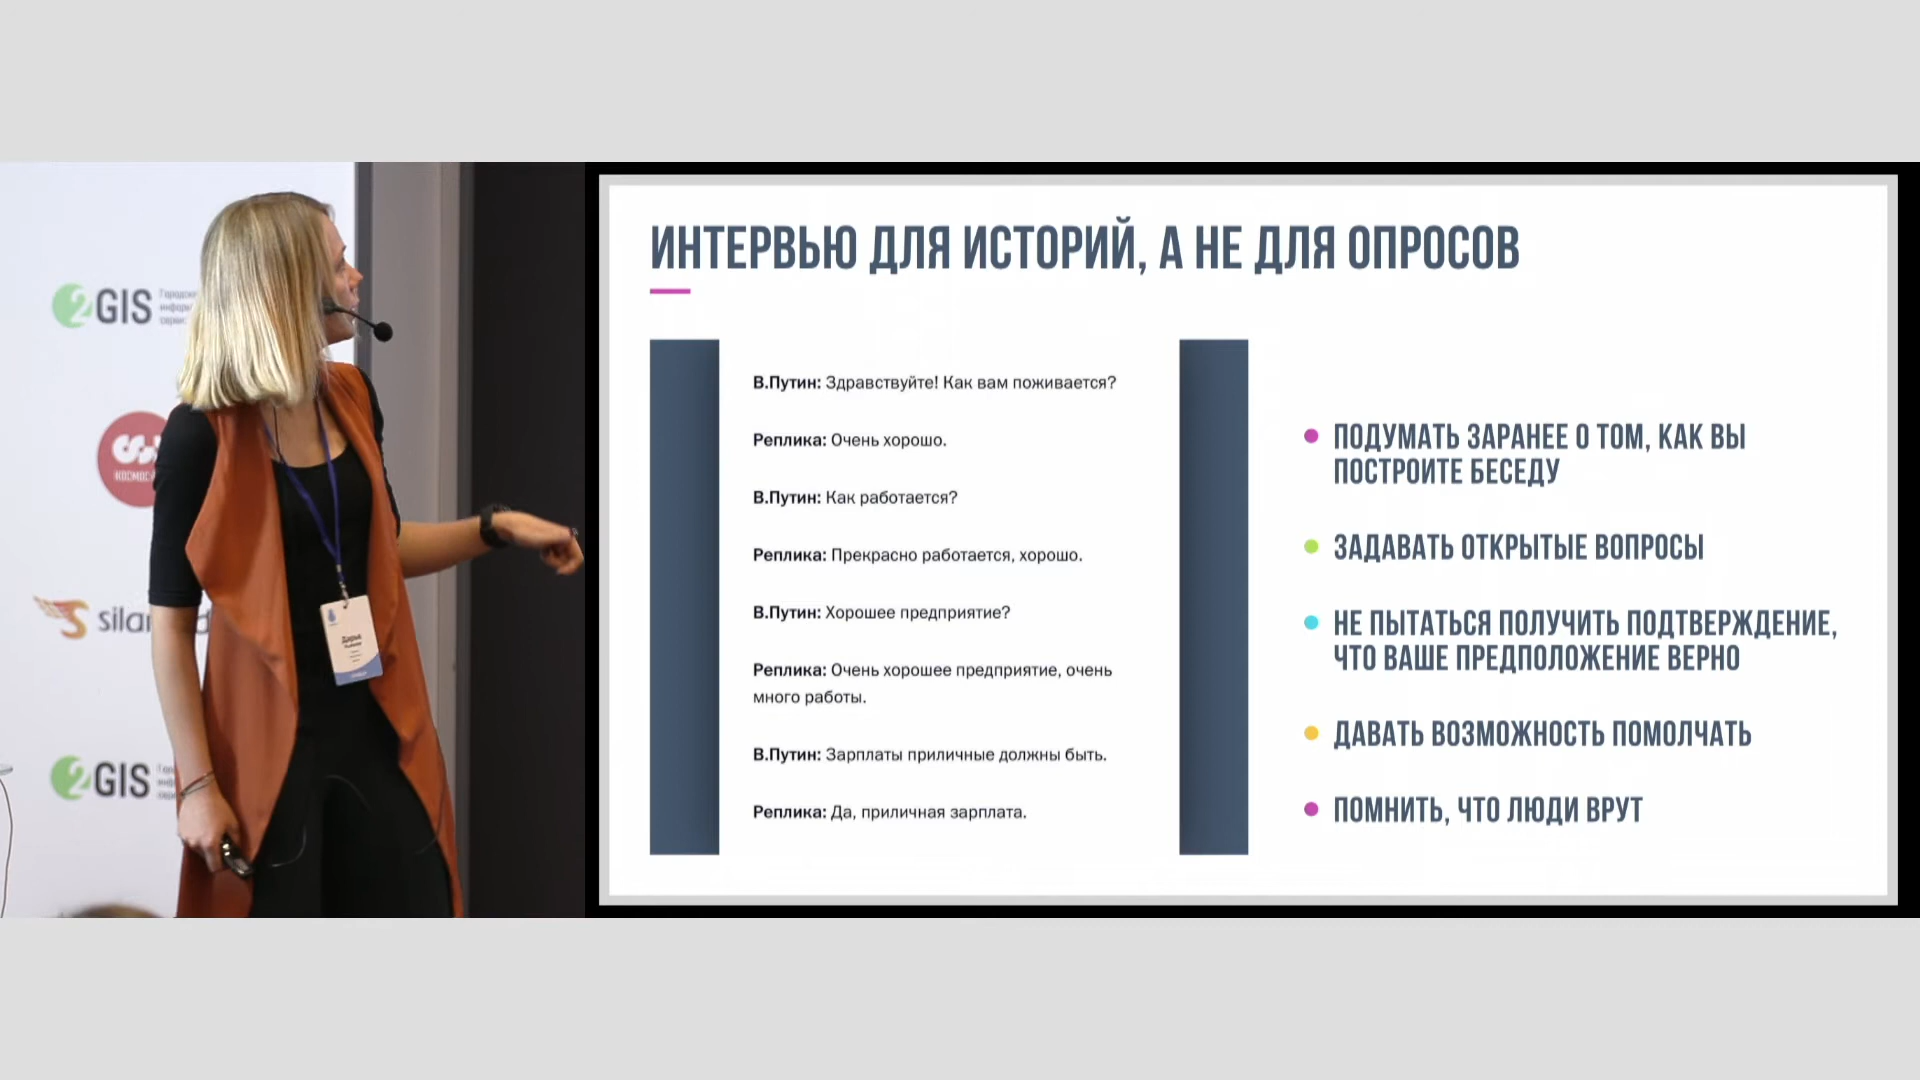 ИНТЕРВЬЮ ДЛЯ ИСТОРИЙ, А НЕ ДЛЯ ОПРОСОВ
В.Путин: Здравствуйте! Как вам поживается?
Реплика: Очень хорошо.
В.Путин: Как работается?
Реплика: Прекрасно работается, хорошо.
В.Путин: Хорошее предприятие?
Реплика: Очень хорошее предприятие, очень
много работы.
В.Путин: Зарплаты приличные должны быть.
Реплика: Да, приличная зарплата.
ПОДУМАТЬ ЗАРАНЕЕ О ТОМ, КАК ВЫ
ПОСТРОИТЕ БЕСЕДУ
ЗАДАВАТЬ ОТКРЫТЫЕ ВОПРОСЫ
НЕ ПЫТАТЬСЯ ПОЛУЧИТЬ ПОДТВЕРЖДЕНИЕ,
ЧТО ВАШЕ ПРЕДПОЛОЖЕНИЕ ВЕРНО
ДАВАТЬ ВОЗМОЖНОСТЬ ПОМОЛЧАТЬ
ПОМНИТЬ, ЧТО ЛЮДИ ВРУТ
2GIS
2GIS
Дарья